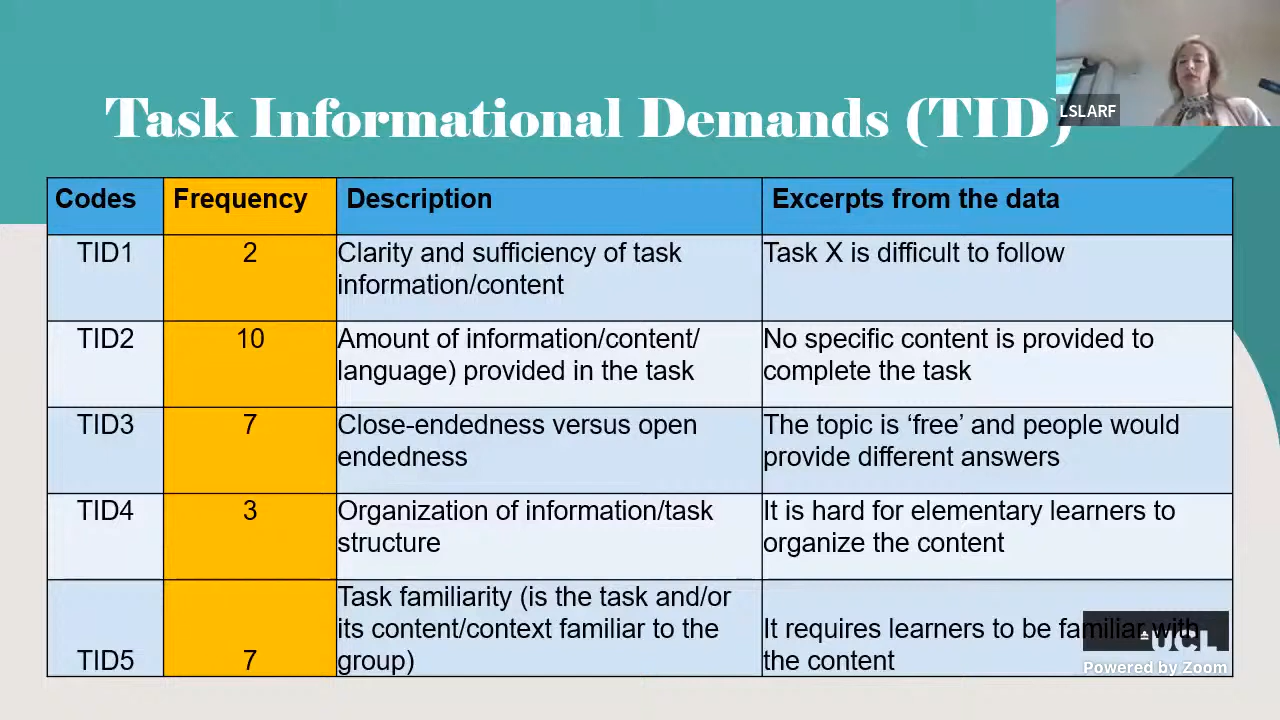 Task Informational Demands (TID)
LSLARF
Codes Frequency Description Excerpts from the data
TID1 2 Clarity and sufficiency of task Task X is difficult to follow
information/content
TID2 10 Amount of information/content/ No specific content is provided to
language) provided in the task complete the task
TID3 7 Close-endedness versus open The topic is ‘free’ and people would
endedness provide different answers
TID4 3 Organization of information/task It is hard for elementary learners to
structure organize the content
Task familiarity (is the task and/or
its content/context familiar to the It requires learners to be familiar with
TID5 7 group) the content
UCL
Powered by Zoom